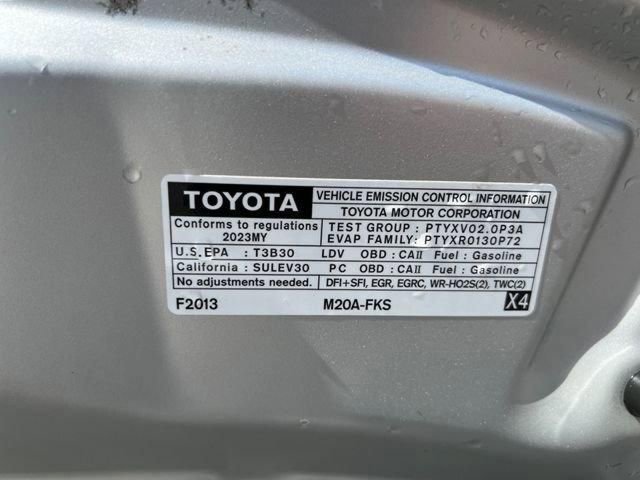 TOYOTA VEHICLE EMISSION CONTROL INFORMATION
TOYOTA MOTOR CORPORATION
Conforms to regulations TEST GROUP : PTYXV02.0P3A
2023MY EVAP FAMILY: PTYXR0130P72
U.S.EPA : T3B30 LDV OBD : CAII Fuel : Gasoline
California : SULEV30 PC OBD : CAII Fuel : Gasoline
No adjustments needed. DFI+SFI, EGR, EGRC, WR-HO2S(2), TWC(2)
F2013 M20A-FKS X4